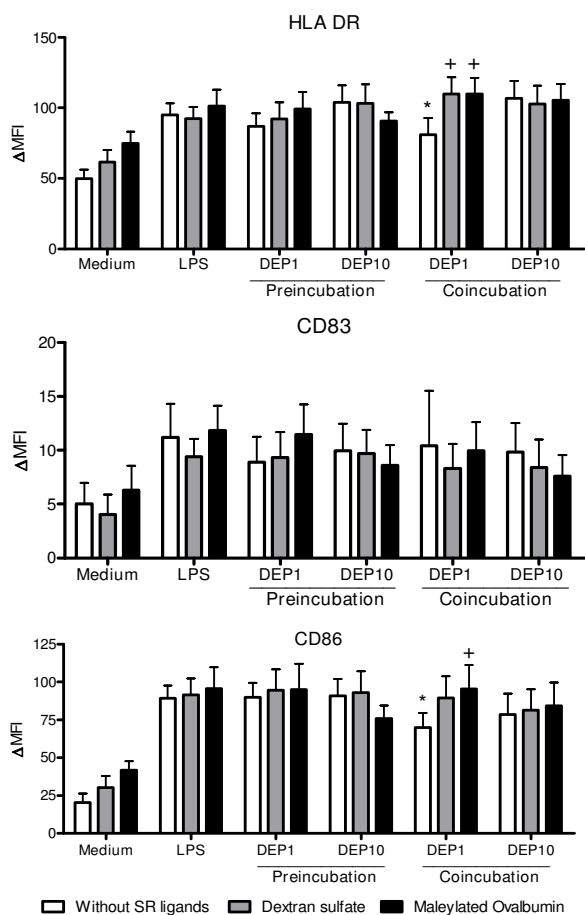 HLA DR
150
100
50
0
ΔMFI
* + +
Medium LPS DEP1 DEP10 DEP1 DEP10
Preincubation Coincubation
CD83
20
15
10
5
0
ΔMFI
Medium LPS DEP1 DEP10 DEP1 DEP10
Preincubation Coincubation
CD86
125
100
75
50
25
0
ΔMFI
* +
Medium LPS DEP1 DEP10 DEP1 DEP10
Preincubation Coincubation
Without SR ligands Dextran sulfate Maleylated Ovalbumin